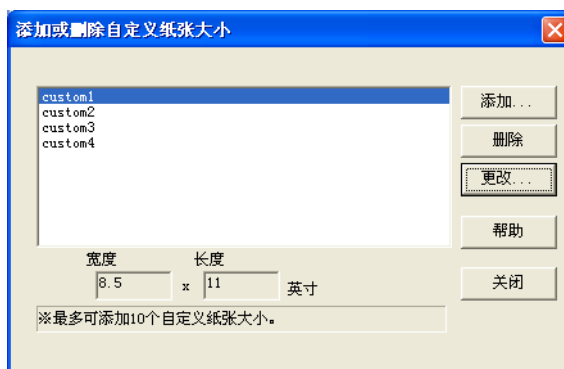 添加或删除自定义纸张大小
custom1
custom2
custom3
custom4
添加...
删除
更改...
帮助
关闭
宽度 长度
8.5 x 11 英寸
※最多可添加10个自定义纸张大小。